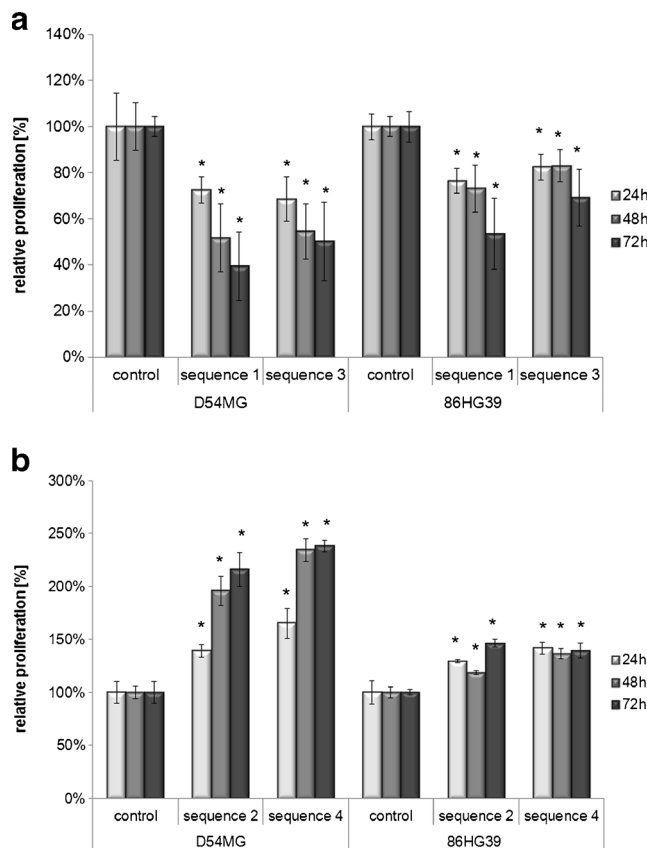 a
140%
120%
100%
80%
60%
40%
20%
0%
relative proliferation [%]
* * * * * * * * * * * *
24h
48h
72h
control sequence 1 sequence 3 control sequence 1 sequence 3
D54MG 86HG39
b
300%
250%
200%
150%
100%
50%
0%
relative proliferation [%]
* * * * * * * * * * * *
24h
48h
72h
control sequence 2 sequence 4 control sequence 2 sequence 4
D54MG 86HG39